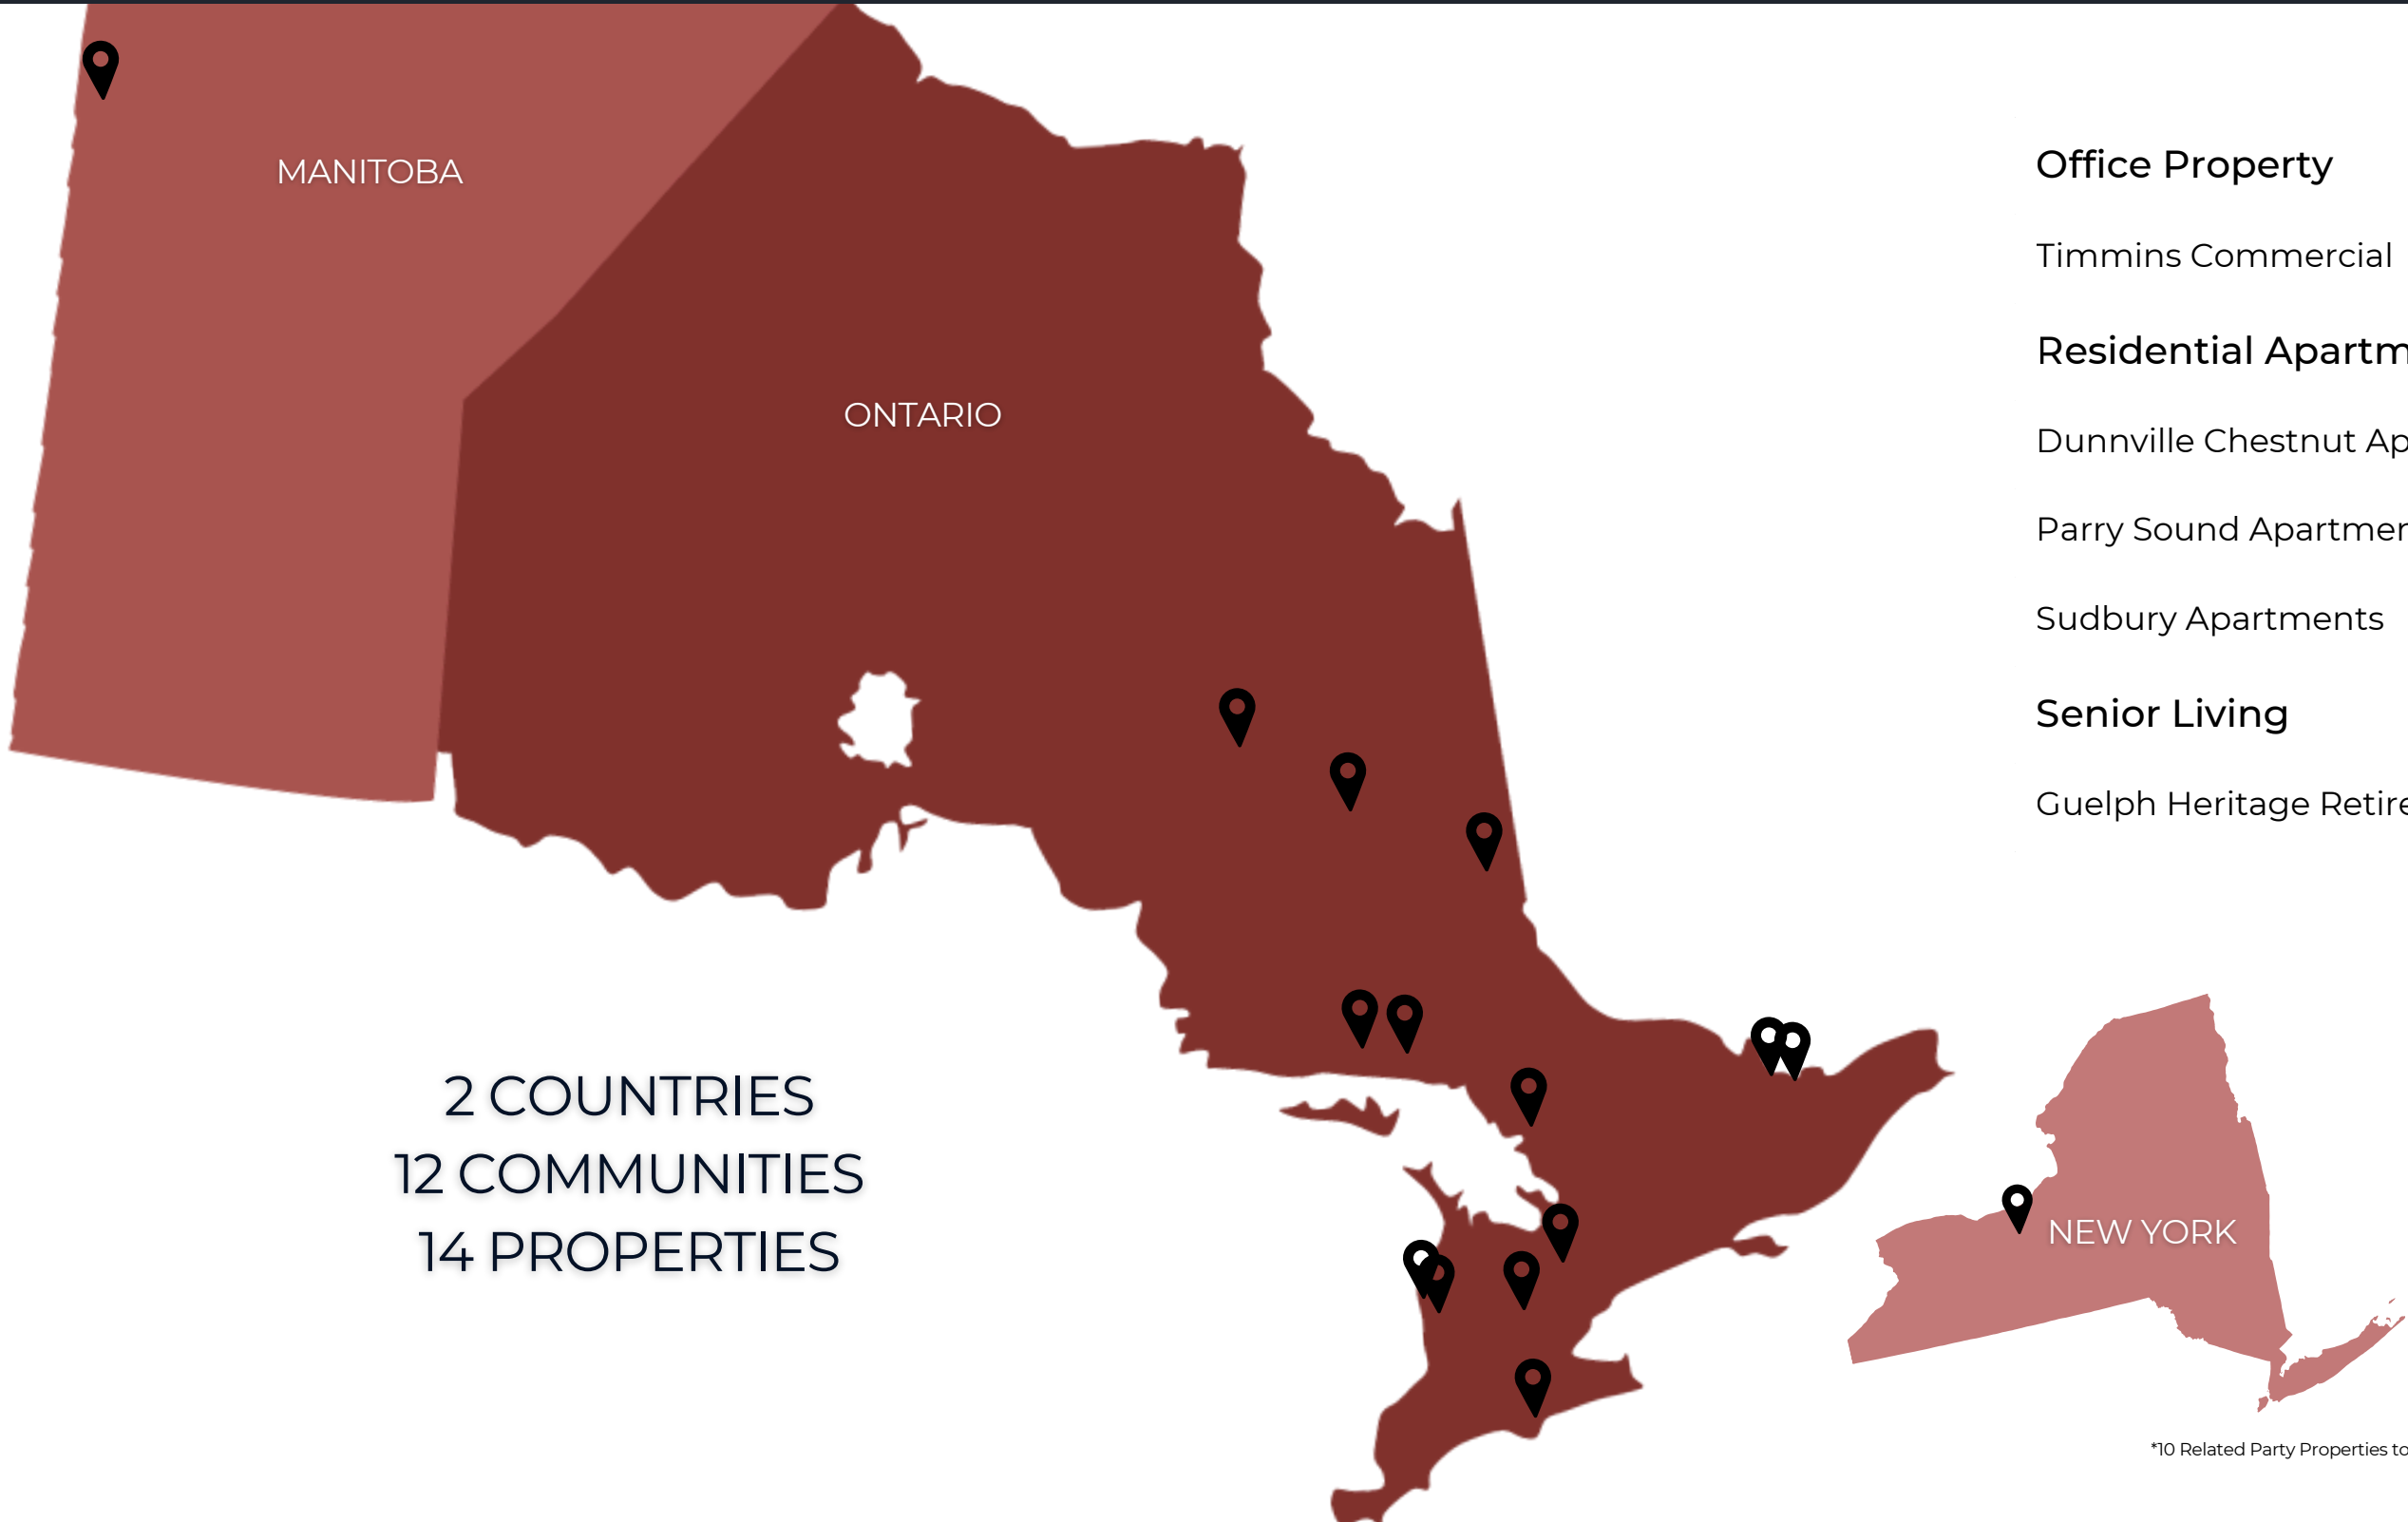 MANITOBA
ONTARIO
2 COUNTRIES
12 COMMUNITIES
14 PROPERTIES
Office Property
Timmins Commercial
Residential Apartm
Dunnville Chestnut Ap
Parry Sound Apartmen
Sudbury Apartments
Senior Living
Guelph Heritage Retire
NEW YORK
*10 Related Party Properties to